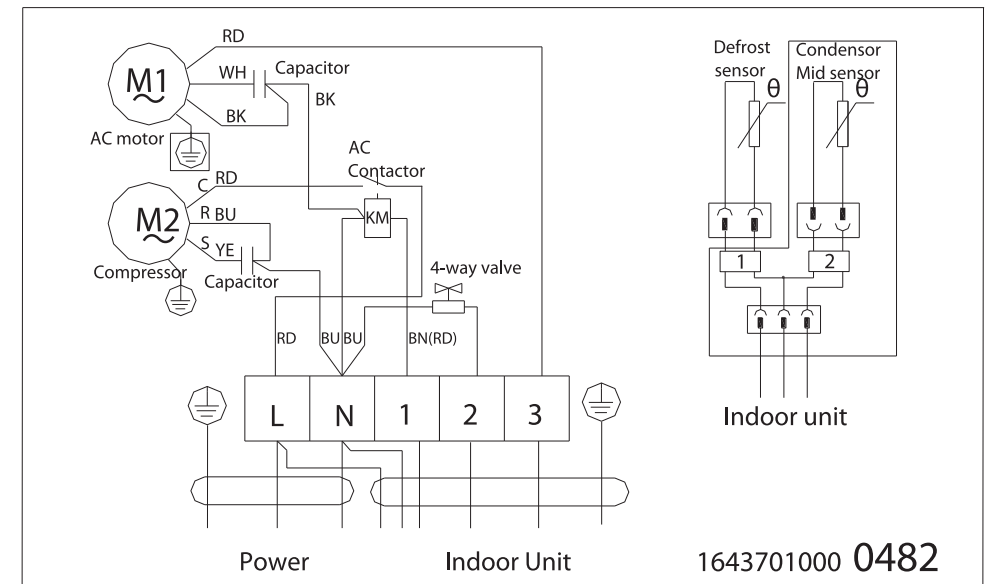 RD
M1
WH
Capacitor
BK
BK
AC motor
AC
Contactor
C RD
M2
R BU
KM
S YE
Compressor
Capacitor
4-way valve
RD
BU BU
BN(RD)
L N 1 2 3
Power
Indoor Unit
Defrost
sensor
Condensor
Mid sensor
θ
θ
1
2
Indoor unit
1643701000 0482